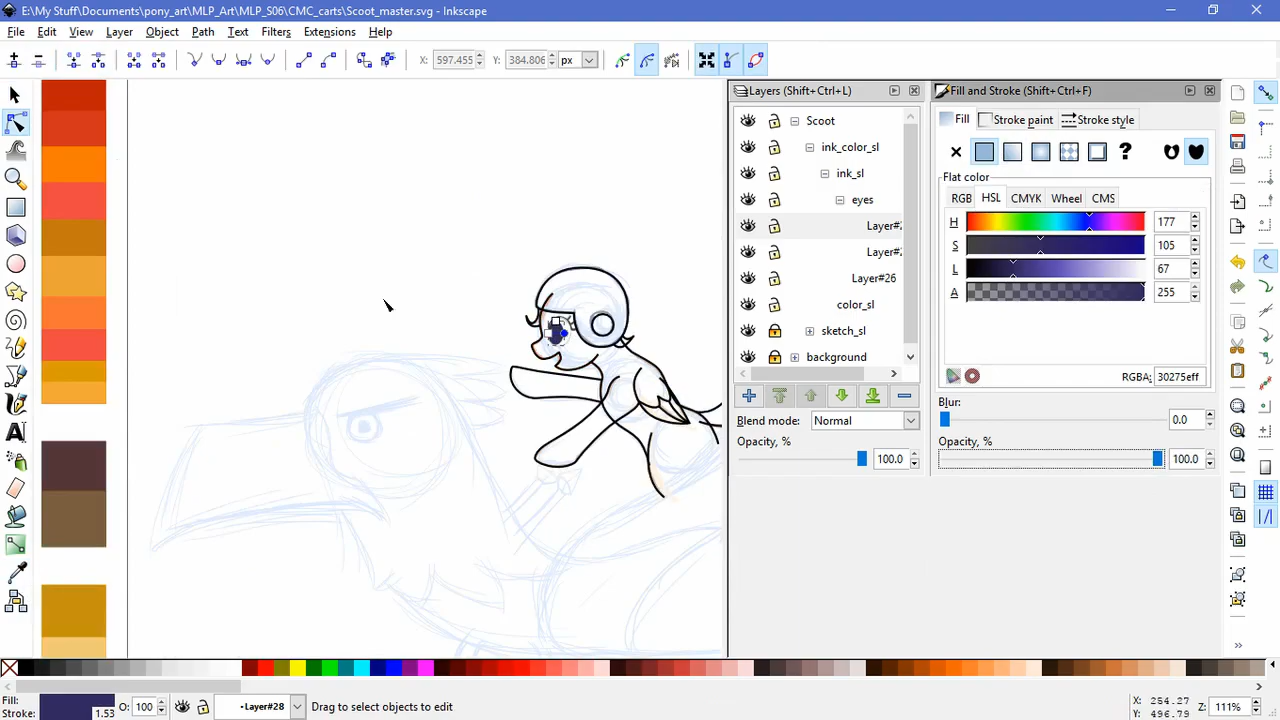 E:\My Stuff\Documents\pony_art\MLP_Art\MLP_S06\CMC_carts\Scoot_master.svg - Inkscape
File Edit View Layer Object Path Text Filters Extensions Help
X: 597.455 Y: 384.806 px
Layers (Shift+Ctrl+L)
Fill and Stroke (Shift+Ctrl+F)
Scoot
Fill Stroke paint Stroke style
ink_color_sl
ink_sl
?
Flat color
eyes
RGB HSL CMYK Wheel CMS
Layer#
H 177
S 105
Layer#
L 67
Layer#26
A 255
color_sl
sketch_sl
background
RGBA: 30275eff
Blur:
0.0
Blend mode: Normal
Opacity, %
Opacity, %
100.0
100.0
Fill:
Stroke:
1.53
O: 100
•Layer#28
Drag to select objects to edit
X: 254.27
Y: 496.79
Z: 111%